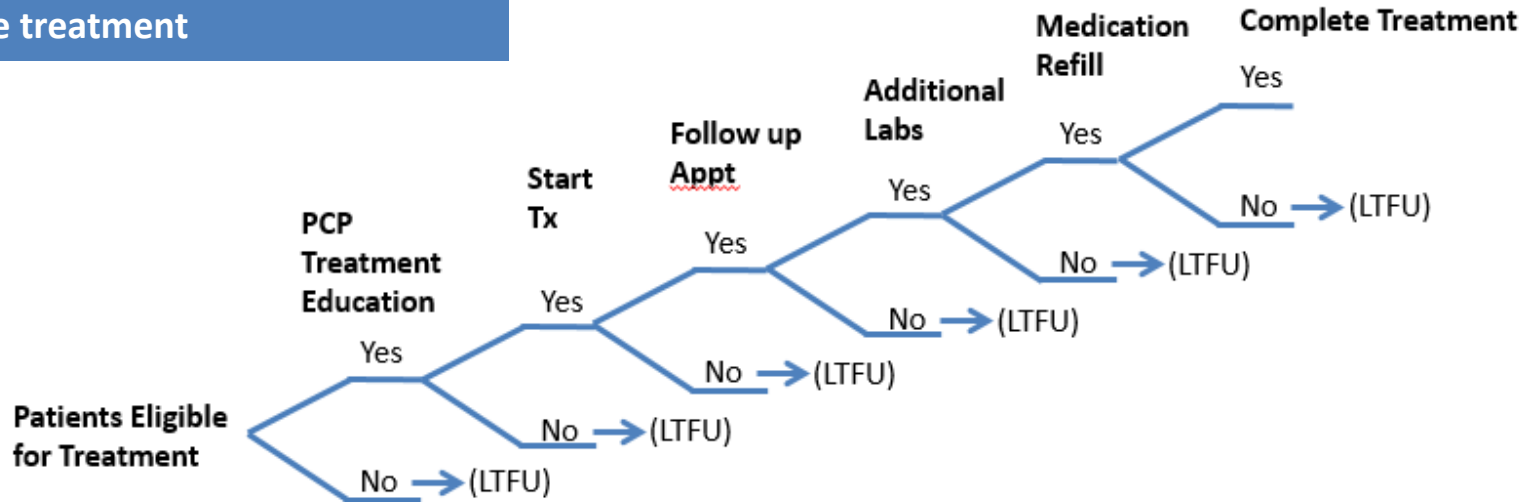 e treatment
Complete Treatment
Yes
Medication
Refill
Yes
No (LTFU)
Additional
Labs
Yes
No (LTFU)
Follow up
Appt
Yes
No (LTFU)
Start
Tx
Yes
No (LTFU)
PCP
Treatment
Education
Yes
No (LTFU)
Patients Eligible
for Treatment
No (LTFU)